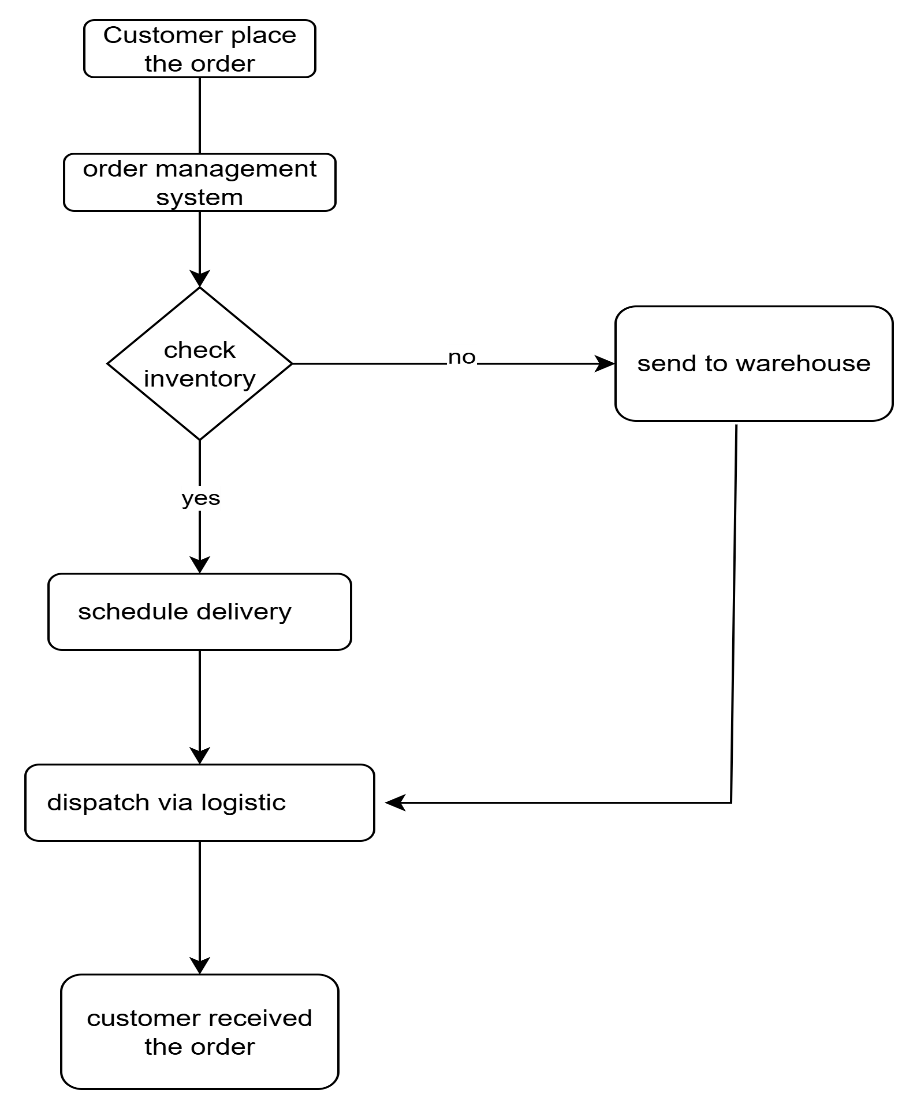 Customer place
the order
order management
system
check
inventory
no
send to warehouse
yes
schedule delivery
dispatch via logistic
customer received
the order